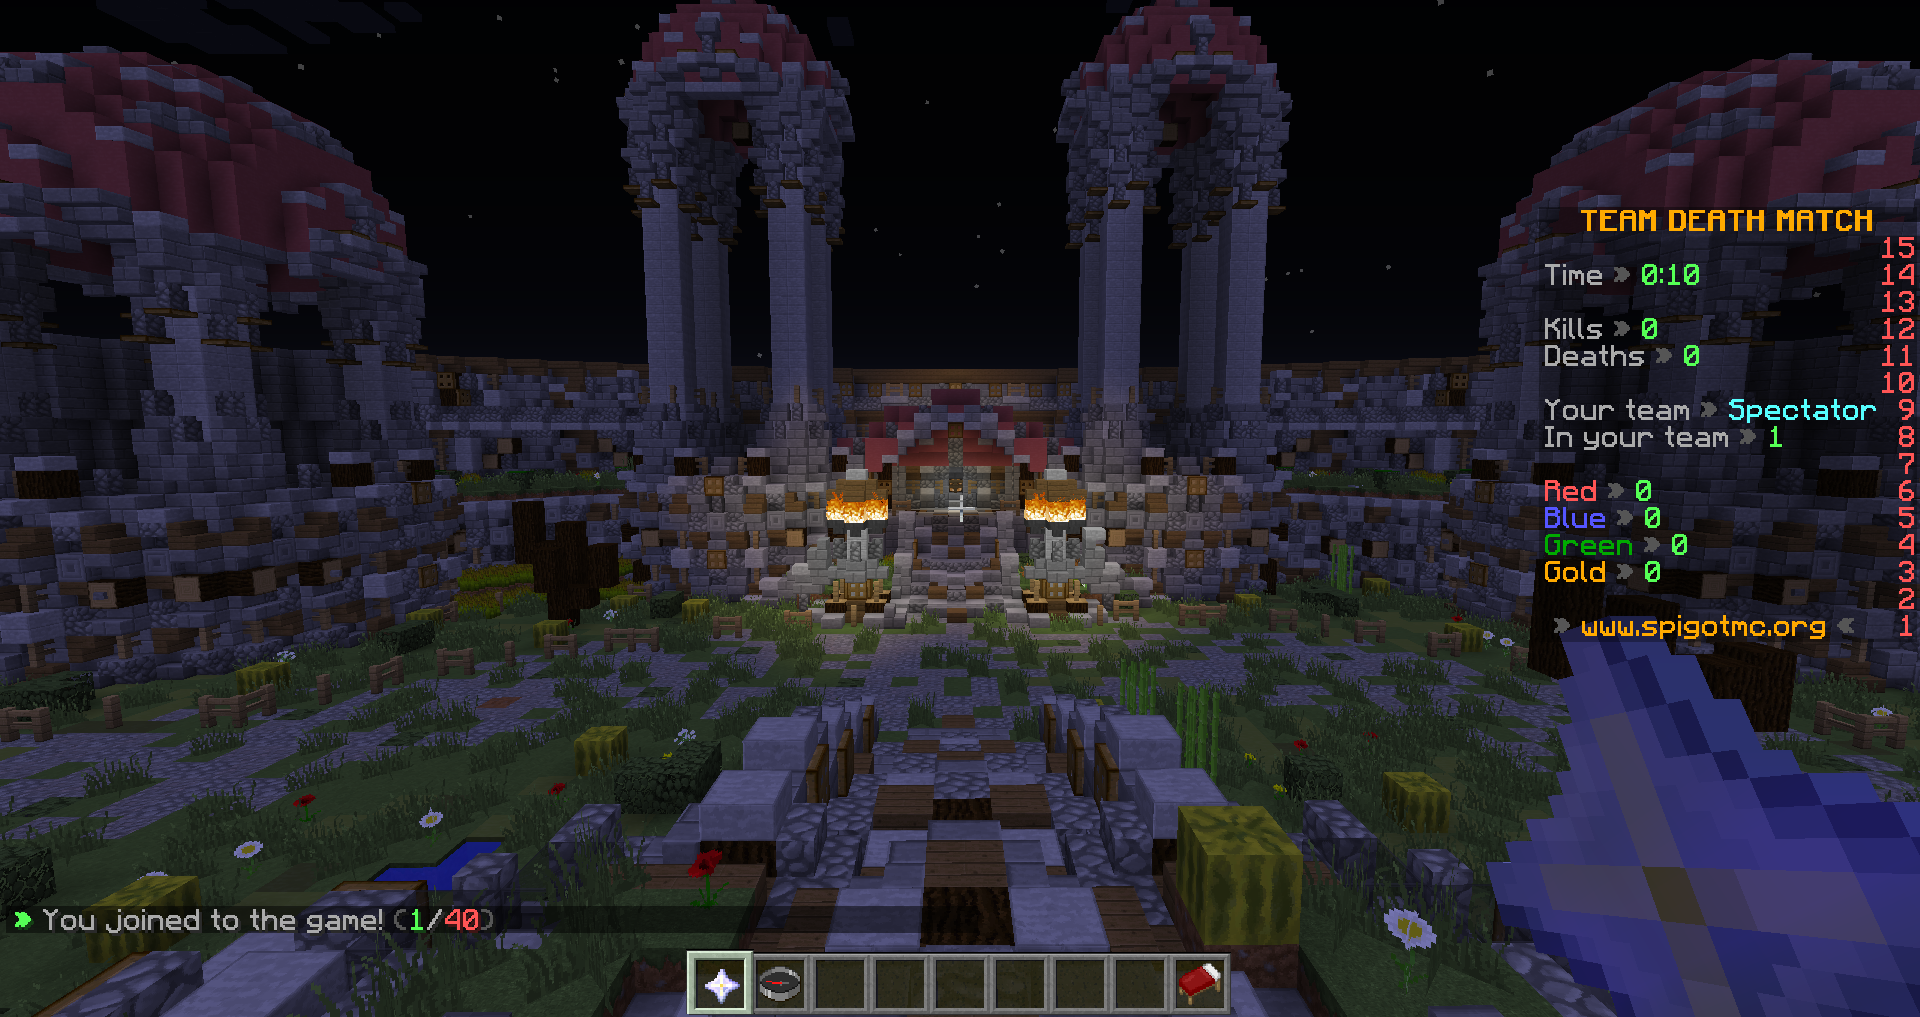 TEAM DEATH MATCH
15
Time » 0:10 14
13
Kills » 0 12
Deaths » 0 11
10
Your team » Spectator 9
In your team » 1 8
7
Red » 0 6
Blue » 0 5
Green » 0 4
Gold » 0 3
2
» www.spigotmc.org « 1
» You joined to the game! (1/40)